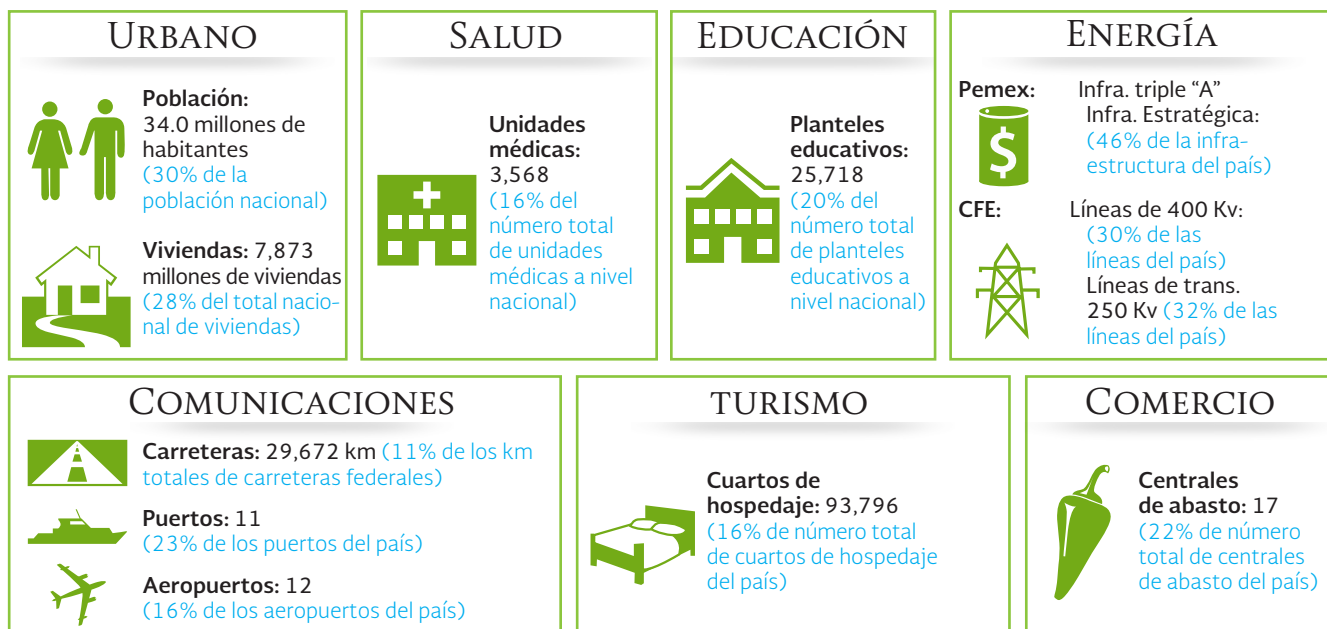 URBANO
Población:
34.0 millones de
habitantes
(30% de la
población nacional)
Viviendas: 7,873
millones de viviendas
(28% del total nacio-
nal de viviendas)
SALUD
Unidades
médicas:
3,568
(16% del
número total
de unidades
médicas a nivel
nacional)
EDUCACIÓN
Planteles
educativos:
25,718
(20% del
número total
de planteles
educativos a
nivel nacional)
ENERGÍA
Pemex: Infra. triple “A”
Infra. Estratégica:
(46% de la infra-
estructura del país)
$
CFE: Líneas de 400 Kv:
(30% de las
líneas del país)
Líneas de trans.
250 Kv (32% de las
líneas del país)
COMUNICACIONES
Carreteras: 29,672 km (11% de los km
totales de carreteras federales)
Puertos: 11
(23% de los puertos del país)
Aeropuertos: 12
(16% de los aeropuertos del país)
TURISMO
Cuartos de
hospedaje: 93,796
(16% de número total
de cuartos de hospedaje
del país)
COMERCIO
Centrales
de abasto: 17
(22% de número
total de centrales
de abasto del país)